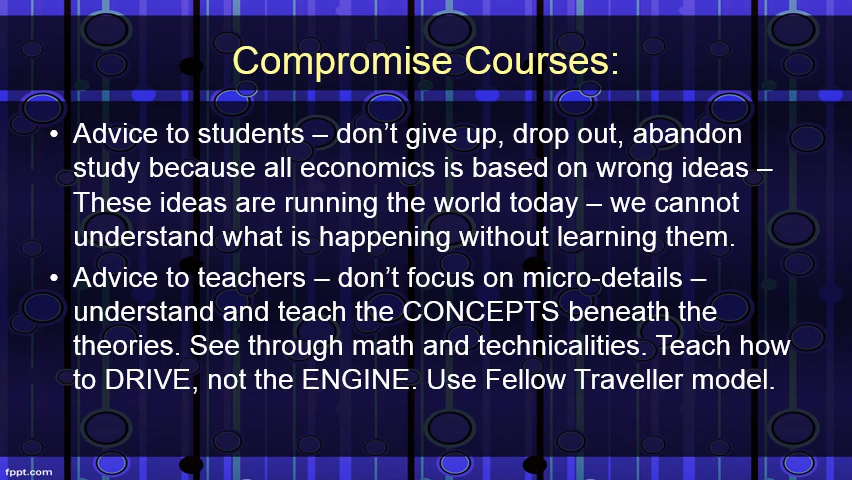 Compromise Courses:
• Advice to students – don’t give up, drop out, abandon
study because all economics is based on wrong ideas –
These ideas are running the world today – we cannot
understand what is happening without learning them.
• Advice to teachers – don’t focus on micro-details –
understand and teach the CONCEPTS beneath the
theories. See through math and technicalities. Teach how
to DRIVE, not the ENGINE. Use Fellow Traveller model.
fppt.com